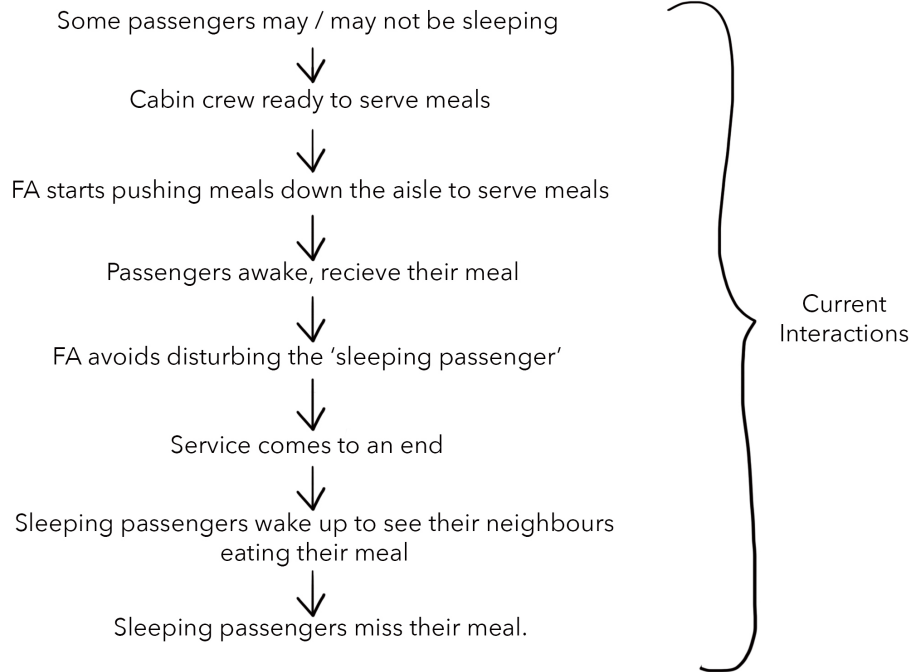 Some passengers may / may not be sleeping
Cabin crew ready to serve meals
FA starts pushing meals down the aisle to serve meals
Passengers awake, recieve their meal
FA avoids disturbing the ‘sleeping passenger’
Service comes to an end
Sleeping passengers wake up to see their neighbours
eating their meal
Sleeping passengers miss their meal.
Current
Interactions